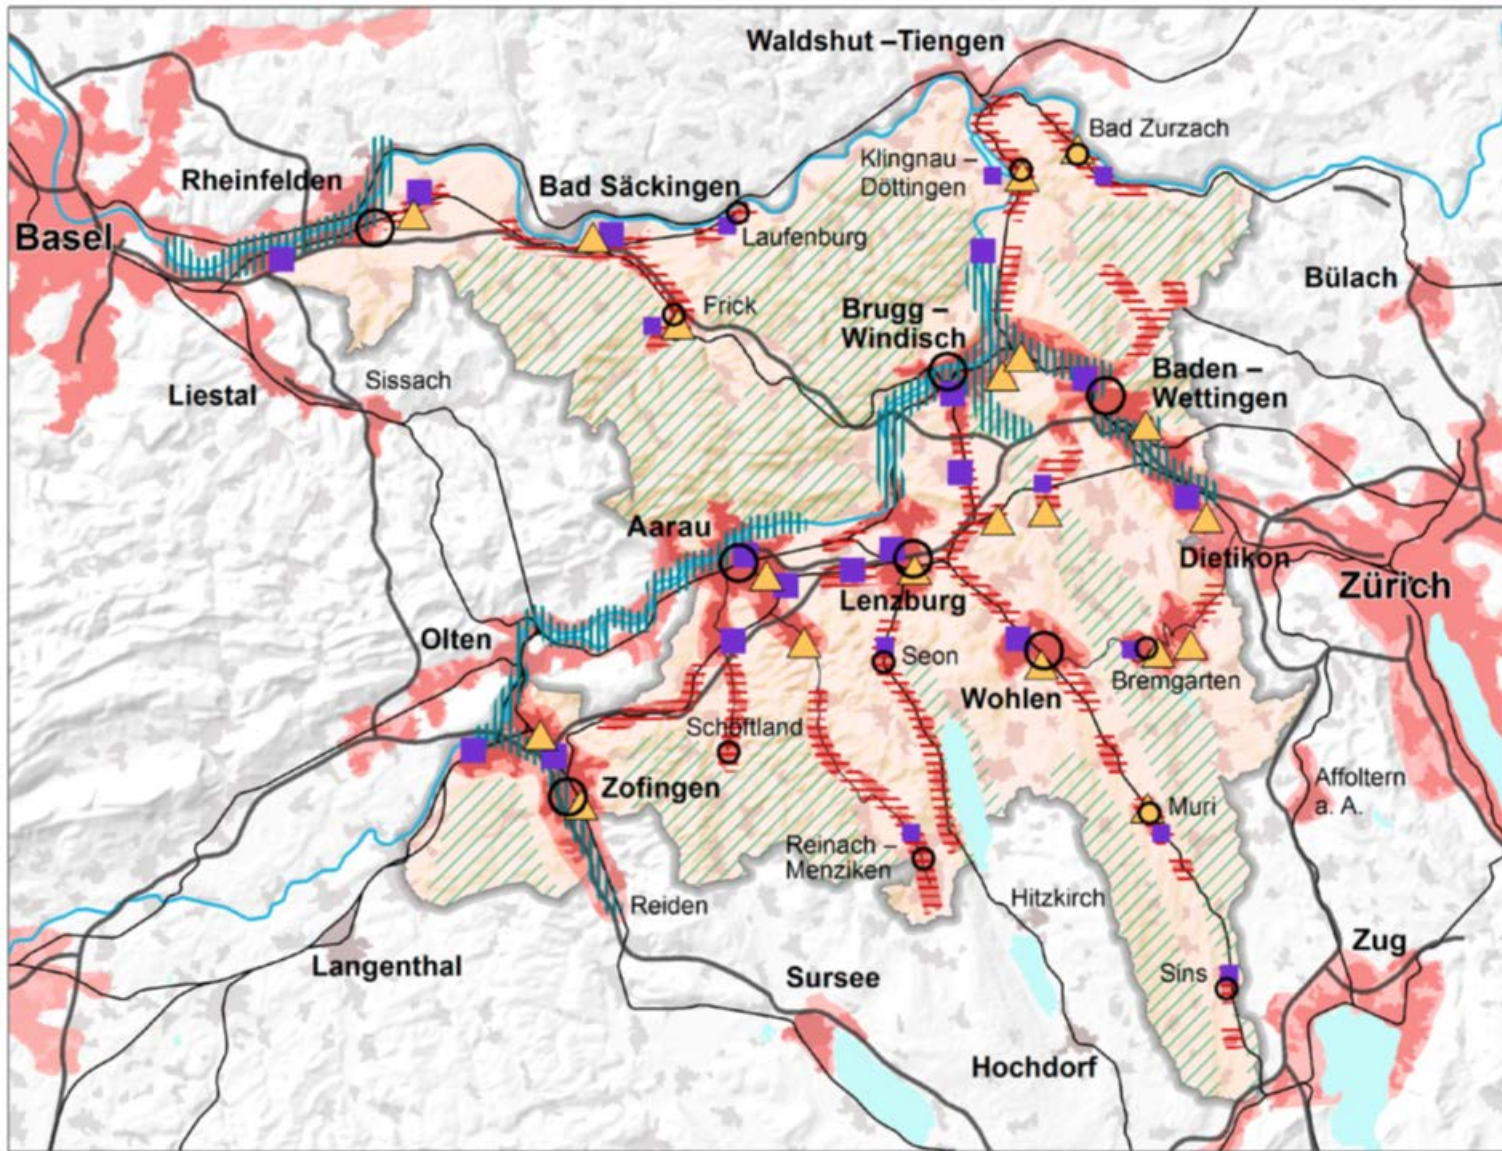 Waldshut –Tiengen
Bad Zurzach
Klingnau –
Döttingen
Rheinfelden
Bad Säckingen
Basel
Laufenburg
Bülach
Frick
Brugg –
Windisch
Baden –
Wettingen
Sissach
Liestal
Aarau
Dietikon
Zürich
Lenzburg
Olten
Seon
Bremgarten
Wohlen
Schöftland
Zofingen
Affoltern
a. A.
Muri
Reinach –
Menziken
Reiden
Hitzkirch
Langenthal
Zug
Sursee
Sins
Hochdorf